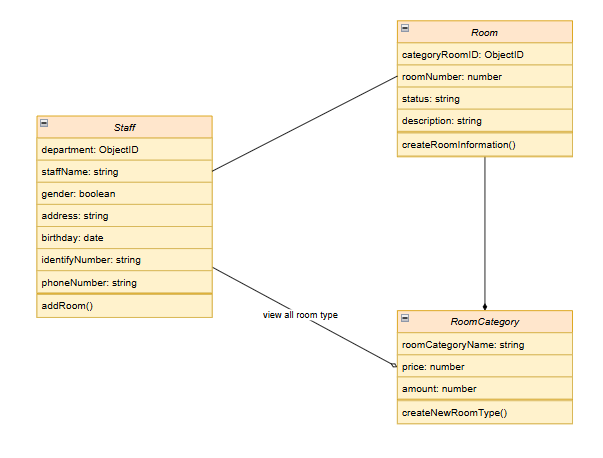 Room
categoryRoomID: ObjectID
roomNumber: number
status: string
description: string
createRoomInformation()
Staff
department: ObjectID
staffName: string
gender: boolean
address: string
birthday: date
identifyNumber: string
phoneNumber: string
addRoom()
view all room type
RoomCategory
roomCategoryName: string
price: number
amount: number
createNewRoomType()